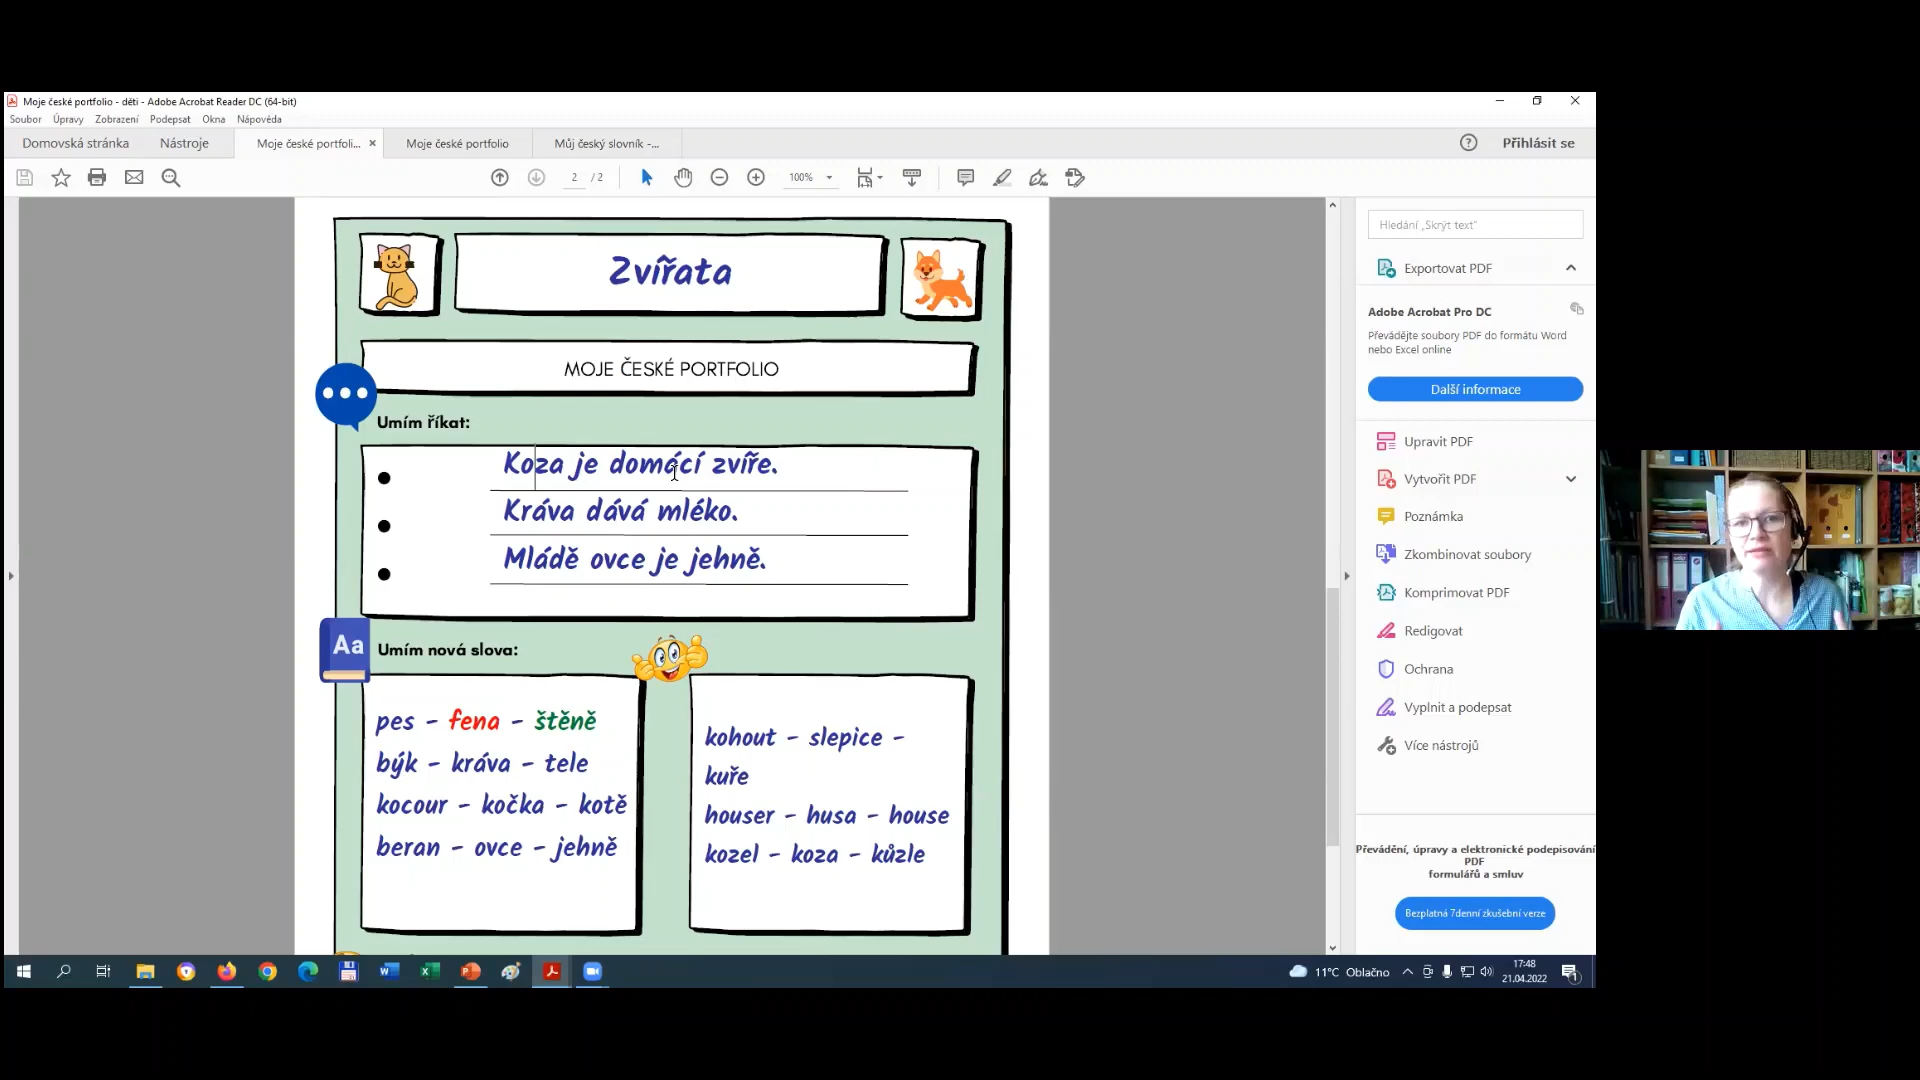 Moje české portfolio - děti - Adobe Acrobat Reader DC (64-bit)
Soubor Úpravy Zobrazení Podepsat Okna Nápověda
Domovská stránka Nástroje Moje české portfoli... Moje české portfolio Můj český slovník -... Přihlásit se
2 / 2 100%
Hledání „Skrýt text"
Exportovat PDF
Adobe Acrobat Pro DC
Převádějte soubory PDF do formátu Word
nebo Excel online
Další informace
Upravit PDF
Vytvořit PDF
Poznámka
Zkombinovat soubory
Komprimovat PDF
Redigovat
Ochrana
Vyplnit a podepsat
Více nástrojů
Převádění, úpravy a elektronické podepisování
PDF
formulářů a smluv
Bezplatná 7denní zkušební verze
Zvířata
MOJE ČESKÉ PORTFOLIO
Umím říkat:
Koza je domácí zvíře.
Kráva dává mléko.
Mládě ovce je jehně.
Aa
Umím nová slova:
pes - fena - štěně
býk - kráva - tele
kocour - kočka - kotě
beran - ovce - jehně
kohout - slepice -
kuře
houser - husa - house
kozel - koza - kůzle
11°C Oblačno
17:48
21.04.2022
1